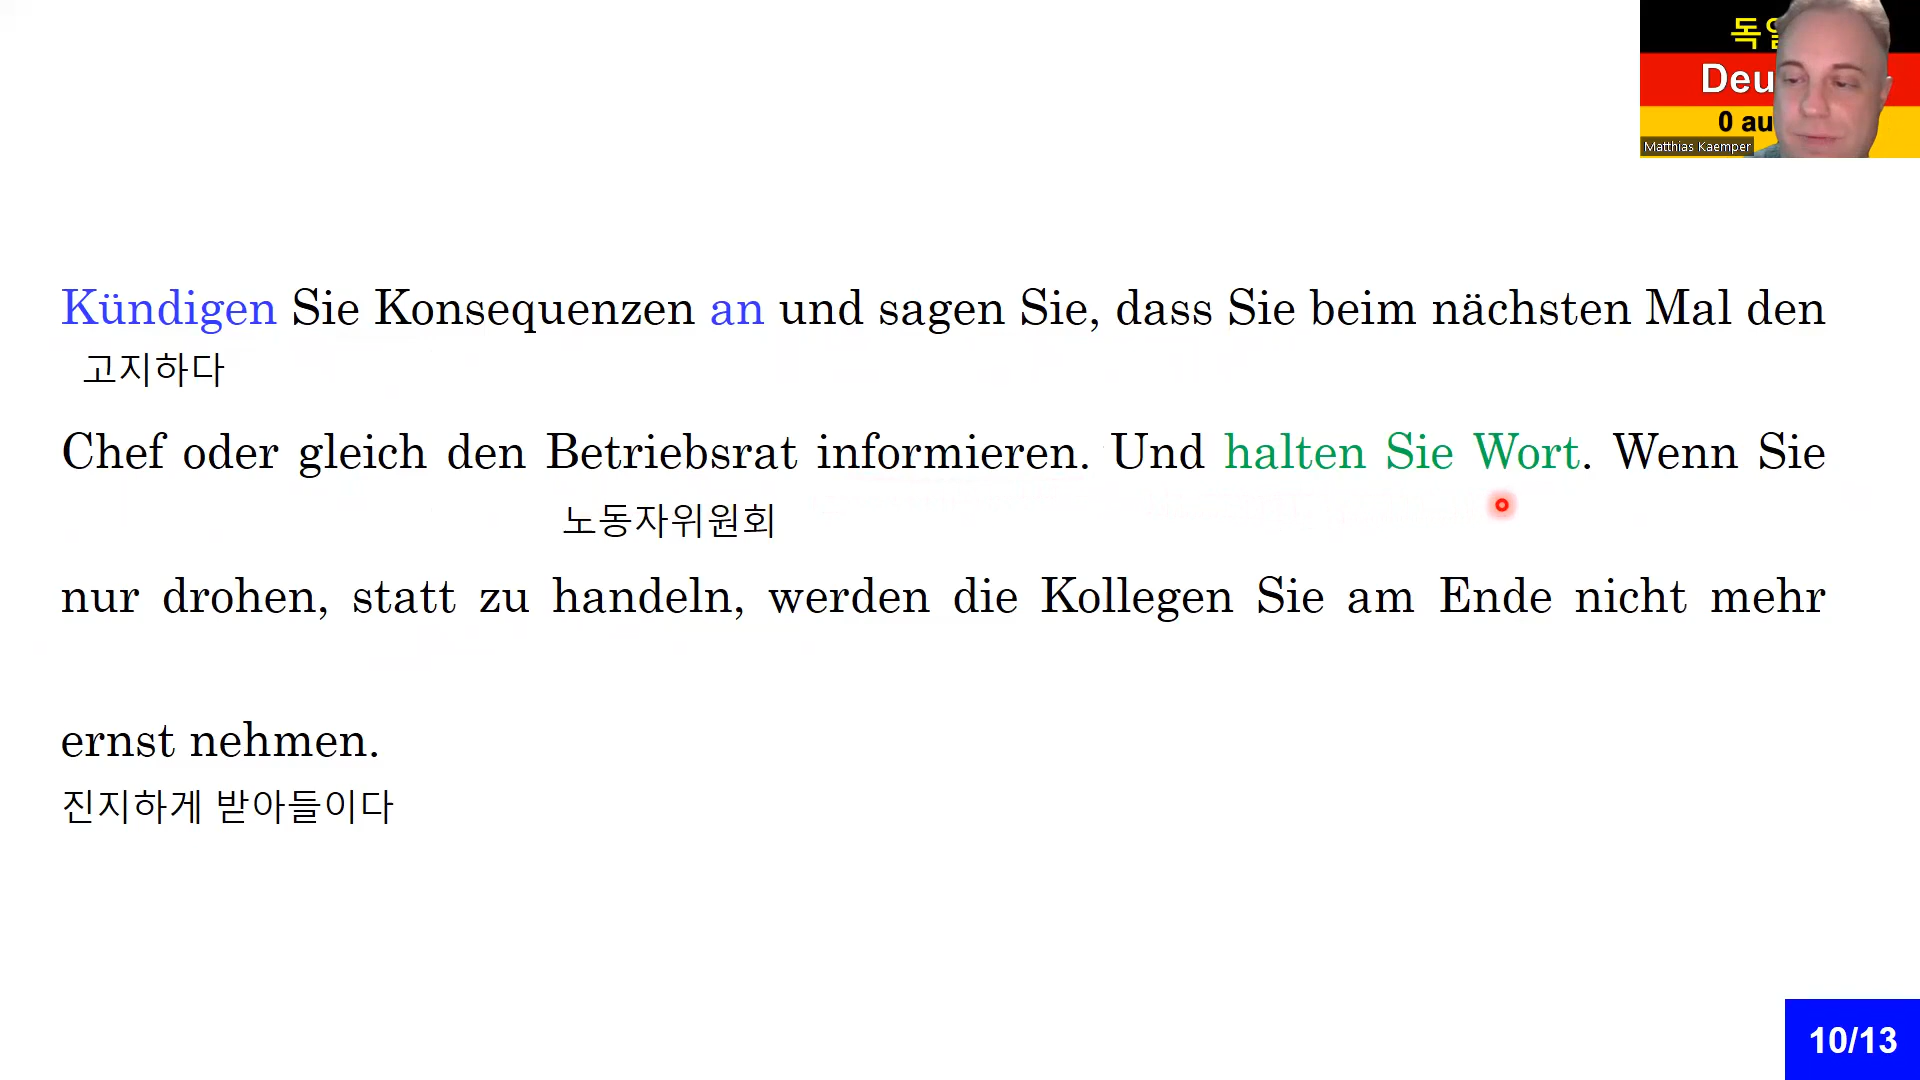 독일
Deu
0 au
Matthias Kaemper
Kündigen Sie Konsequenzen an und sagen Sie, dass Sie beim nächsten Mal den
고지하다
Chef oder gleich den Betriebsrat informieren. Und halten Sie Wort. Wenn Sie
노동자위원회
nur drohen, statt zu handeln, werden die Kollegen Sie am Ende nicht mehr
ernst nehmen.
진지하게 받아들이다
10/13